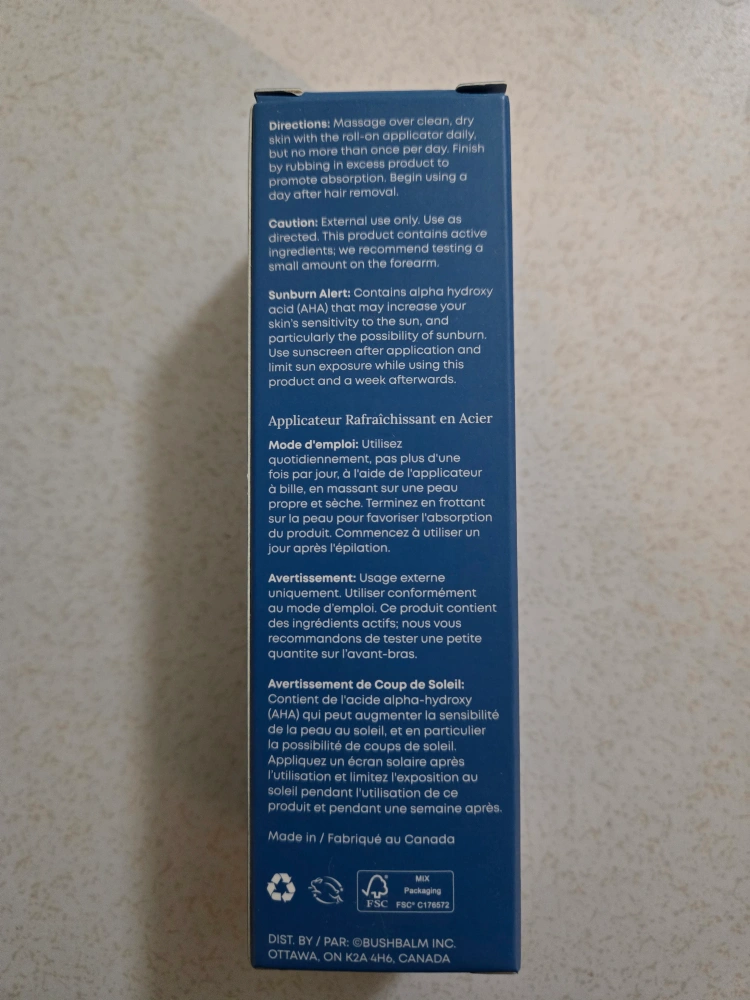 Directions: Massage over clean, dry
skin with the roll-on applicator daily,
but no more than once per day. Finish
by rubbing in excess product to
promote absorption. Begin using a
day after hair removal.
Caution: External use only. Use as
directed. This product contains active
ingredients; we recommend testing a
small amount on the forearm.
Sunburn Alert: Contains alpha hydroxy
acid (AHA) that may increase your
skin's sensitivity to the sun, and
particularly the possibility of sunburn.
Use sunscreen after application and
limit sun exposure while using this
product and a week afterwards.
Applicateur Rafraîchissant en Acier
Mode d'emploi: Utilisez
quotidiennement, pas plus d'une
fois par jour, à l'aide de l'applicateur
à bille, en massant sur une peau
propre et sèche. Terminez en frottant
sur la peau pour favoriser l'absorption
du produit. Commencez à utiliser un
jour après l'épilation.
Avertissement: Usage externe
uniquement. Utiliser conformément
au mode d'emploi. Ce produit contient
des ingrédients actifs; nous vous
recommandons de tester une petite
quantite sur l'avant-bras.
Avertissement de Coup de Soleil:
Contient de l'acide alpha-hydroxy
(AHA) qui peut augmenter la sensibilité
de la peau au soleil, et en particulier
la possibilité de coups de soleil.
Appliquez un écran solaire après
l'utilisation et limitez l'exposition au
soleil pendant l'utilisation de ce
produit et pendant une semaine après.
Made in / Fabriqué au Canada
FSC
MIX
Packaging
FSC® C176572
DIST. BY / PAR: ©BUSHBALM INC.
OTTAWA, ON K2A 4H6, CANADA